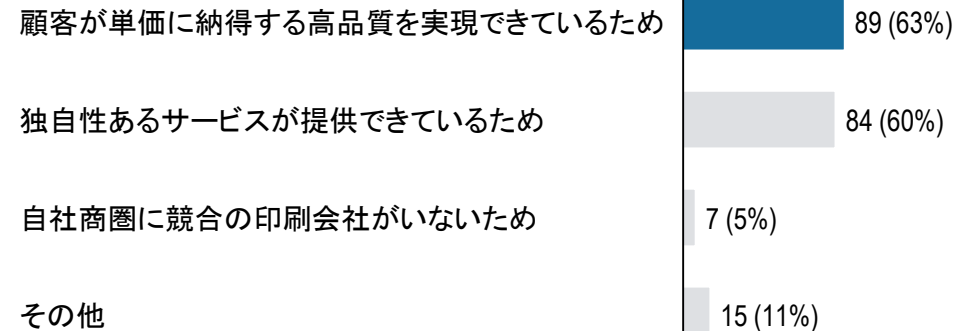 顧客が単価に納得する高品質を実現できているため 89 (63%)
独自性あるサービスが提供できているため 84 (60%)
自社商圏に競合の印刷会社がいないため 7 (5%)
その他 15 (11%)